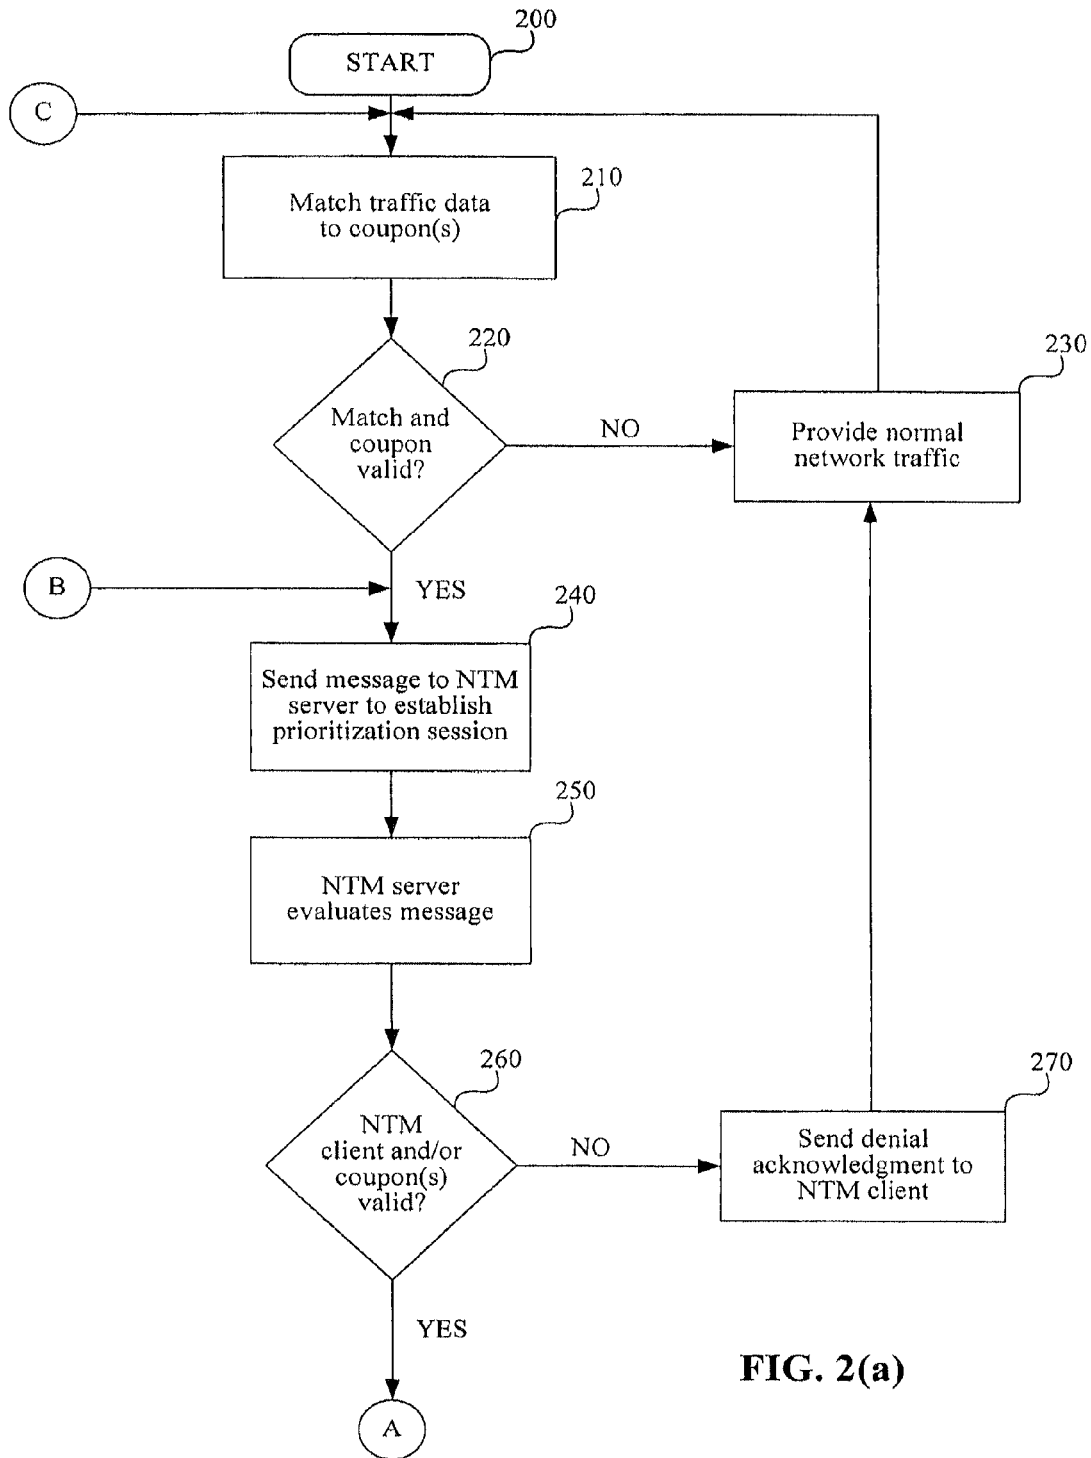 200
START
C
210
Match traffic data
to coupon(s)
220
Match and
coupon
valid?
NO
230
Provide normal
network traffic
B
YES
240
Send message to NTM
server to establish
prioritization session
250
NTM server
evaluates message
260
NTM
client and/or
coupon(s)
valid?
NO
270
Send denial
acknowledgment to
NTM client
YES
A
FIG. 2(a)